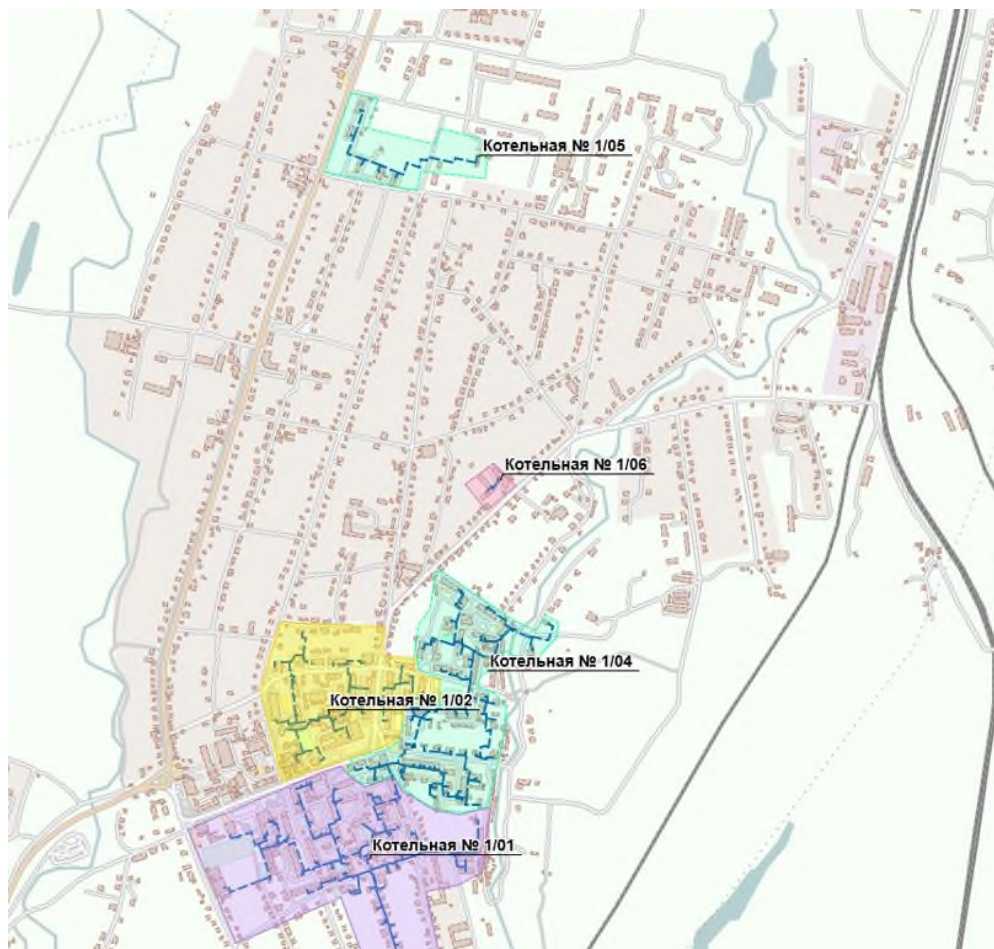 Котельная № 1/05
Котельная № 1/06
Котельная № 1/04
Котельная № 1/02
Котельная № 1/01